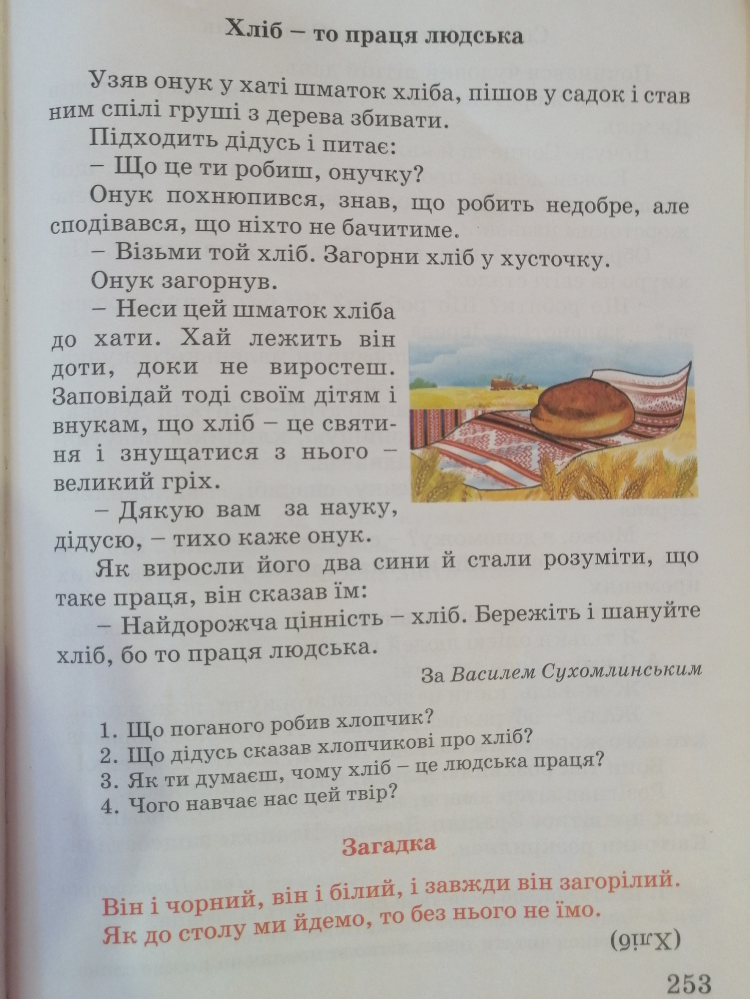 Хліб – то праця людська
Узяв онук у хаті шматок хліба, пішов у садок і став
ним спілі груші з дерева збивати.
Підходить дідусь і питає:
– Що це ти робиш, онучку?
Онук похнюпився, знав, що робить недобре, але
сподівався, що ніхто не бачитиме.
– Візьми той хліб. Загорни хліб у хусточку.
Онук загорнув.
– Неси цей шматок хліба
до хати. Хай лежить він
доти, доки не виростеш.
Заповідай тоді своїм дітям і
внукам, що хліб – це святи-
ня і знущатися з нього –
великий гріх.
– Дякую вам за науку,
дідусю, – тихо каже онук.
Як виросли його два сини й стали розуміти, що
таке праця, він сказав їм:
– Найдорожча цінність – хліб. Бережіть і шануйте
хліб, бо то праця людська.
За Василем Сухомлинським
1. Що поганого робив хлопчик?
2. Що дідусь сказав хлопчикові про хліб?
3. Як ти думаєш, чому хліб – це людська праця?
4. Чого навчає нас цей твір?
Загадка
Він і чорний, він і білий, і завжди він загорілий.
Як до столу ми йдемо, то без нього не їмо.
(Хліб)
253